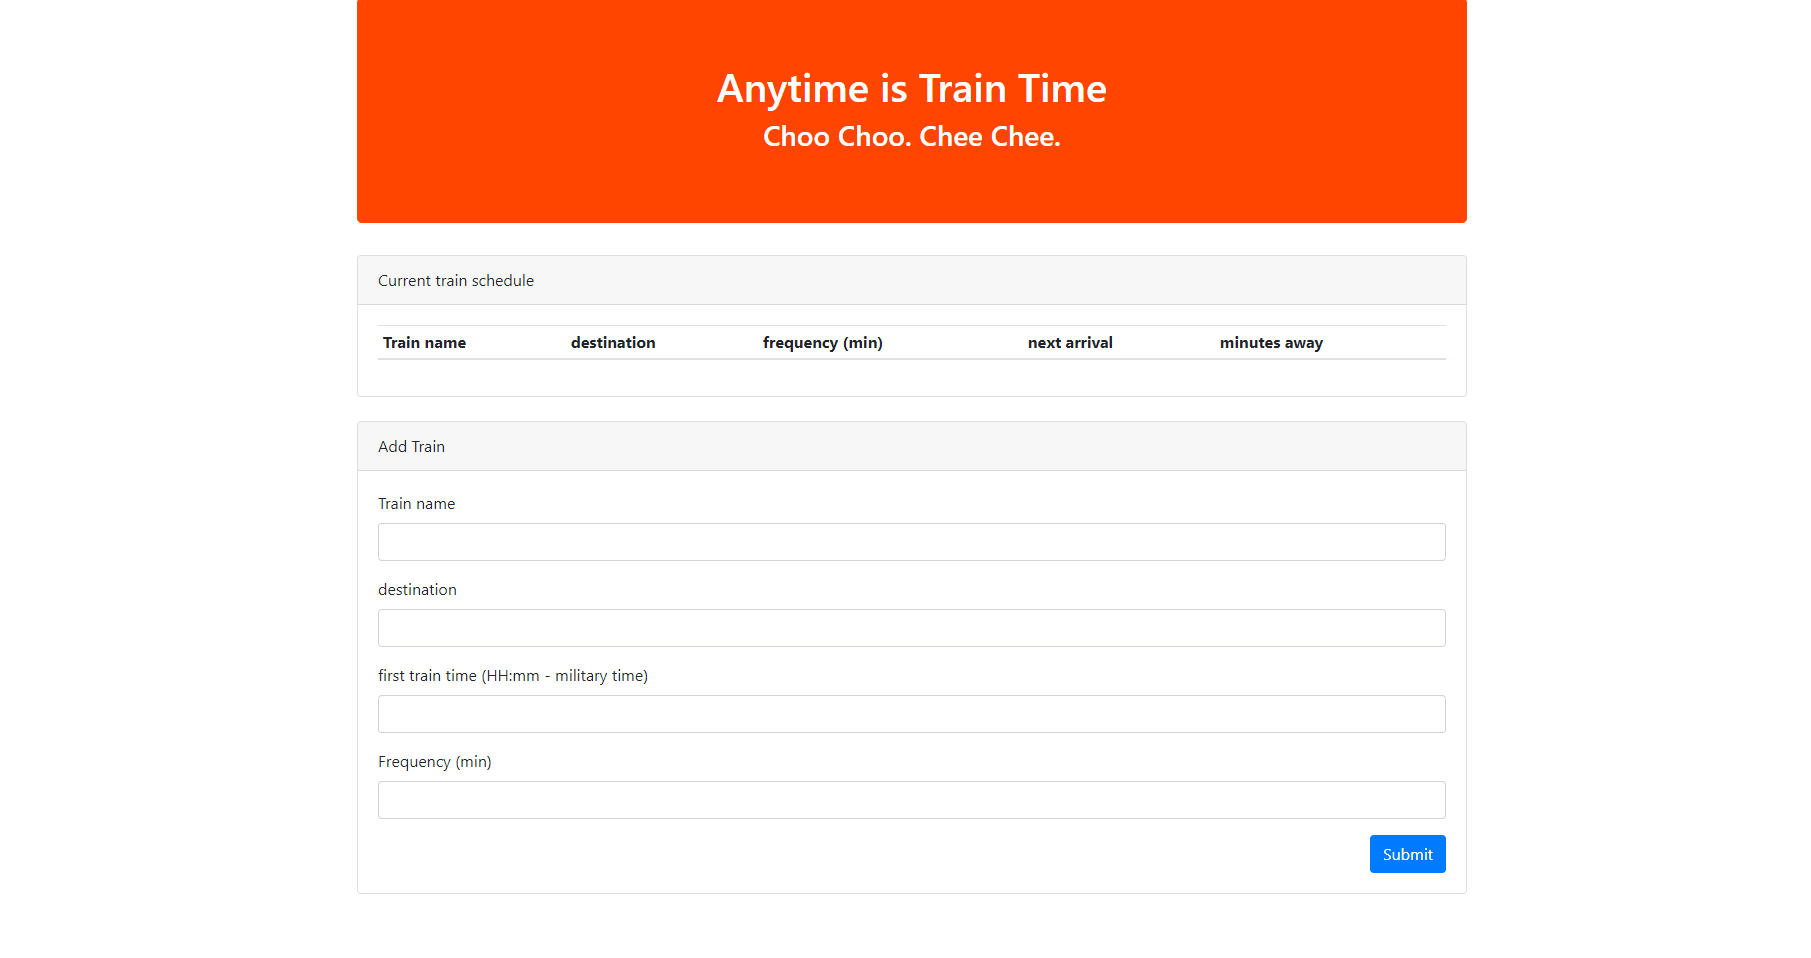 Anytime is Train Time
Choo Choo. Chee Chee.
Current train schedule
Train name destination frequency (min) next arrival minutes away
Add Train
Train name
destination
first train time (HH:mm - military time)
Frequency (min)
Submit